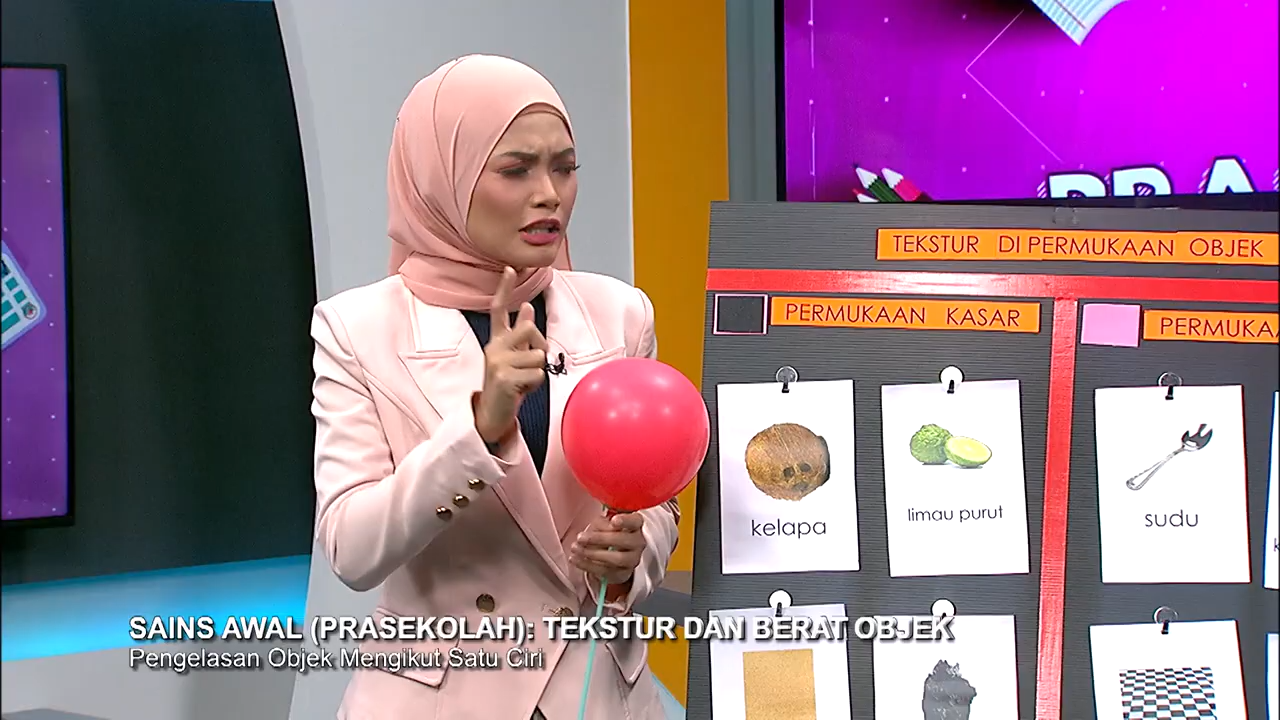 TEKSTUR DI PERMUKAAN OBJEK
PERMUKAAN KASAR
kelapa
limau purut
sudu
SAINS AWAL (PRASEKOLAH): TEKSTUR DAN BERAT OBJEK
Pengelasan Objek Mengikut Satu Ciri